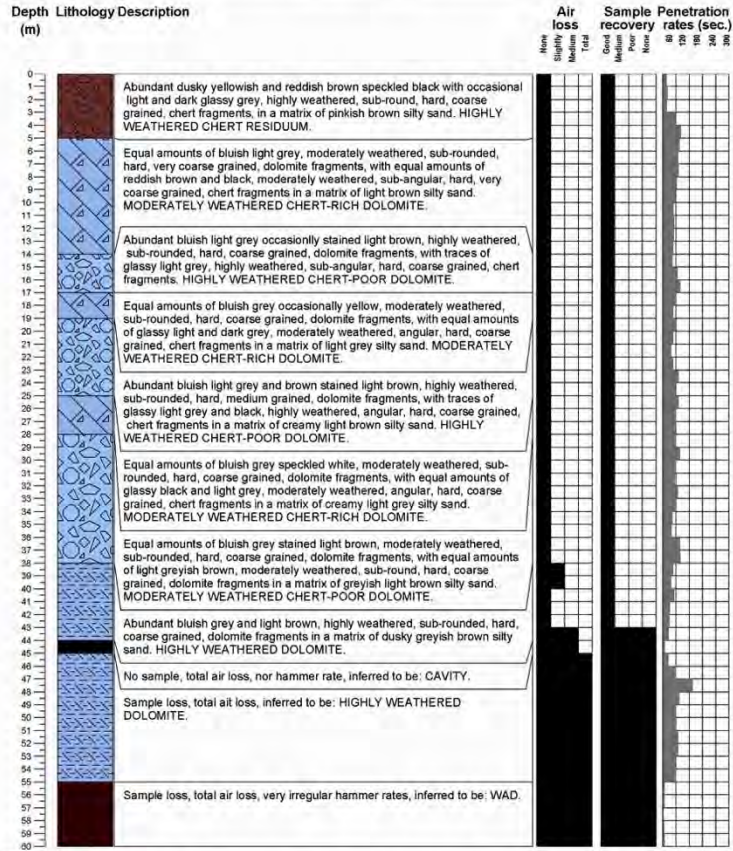 Depth Lithology Description
(m)
Air loss
Sample recovery
Penetration rates (sec.)
None
Slightly
Medium
Total
Good
Medium
Poor
None
60
120
180
240
300
0
1
2
3
4
5
6
7
8
9
10
11
12
13
14
15
16
17
18
19
20
21
22
23
24
25
26
27
28
29
30
31
32
33
34
35
36
37
38
39
40
41
42
43
44
45
46
47
48
49
50
51
52
53
54
55
56
57
58
59
60
Abundant dusky yellowish and reddish brown speckled black with occasional
light and dark glassy grey, highly weathered, sub-round, hard, coarse
grained, chert fragments, in a matrix of pinkish brown silty sand. HIGHLY
WEATHERED CHERT RESIDUUM.
Equal amounts of bluish light grey, moderately weathered, sub-rounded,
hard, very coarse grained, dolomite fragments, with equal amounts of
reddish brown and black, moderately weathered, sub-angular, hard, very
coarse grained, chert fragments in a matrix of light brown silty sand.
MODERATELY WEATHERED CHERT-RICH DOLOMITE.
Abundant bluish light grey occasionlly stained light brown, highly weathered,
sub-rounded, hard, coarse grained, dolomite fragments, with traces of
glassy light grey, highly weathered, sub-angular, hard, coarse grained, chert
fragments. HIGHLY WEATHERED CHERT-POOR DOLOMITE.
Equal amounts of bluish grey occasionally yellow, moderately weathered,
sub-rounded, hard, coarse grained, dolomite fragments, with equal amounts
of glassy light and dark grey, moderately weathered, angular, hard, coarse
grained, chert fragments in a matrix of light grey silty sand. MODERATELY
WEATHERED CHERT-RICH DOLOMITE.
Abundant bluish light grey and brown stained light brown, highly weathered,
sub-rounded, hard, medium grained, dolomite fragments, with traces of
glassy light grey and black, highly weathered, angular, hard, coarse grained,
chert fragments in a matrix of creamy light brown silty sand. HIGHLY
WEATHERED CHERT-POOR DOLOMITE.
Equal amounts of bluish grey speckled white, moderately weathered, sub-
rounded, hard, coarse grained, dolomite fragments, with equal amounts of
glassy black and light grey, moderately weathered, angular, hard, coarse
grained, chert fragments in a matrix of creamy light grey silty sand.
MODERATELY WEATHERED CHERT-RICH DOLOMITE.
Equal amounts of bluish grey stained light brown, moderately weathered,
sub-rounded, hard, coarse grained, dolomite fragments, with equal amounts
of light greyish brown, moderately weathered, sub-round, hard, coarse
grained, dolomite fragments in a matrix of greyish light brown silty sand.
MODERATELY WEATHERED CHERT-POOR DOLOMITE.
Abundant bluish grey and light brown, highly weathered, sub-rounded, hard,
coarse grained, dolomite fragments in a matrix of dusky greyish brown silty
sand. HIGHLY WEATHERED DOLOMITE.
No sample, total air loss, nor hammer rate, inferred to be: CAVITY.
Sample loss, total ait loss, inferred to be: HIGHLY WEATHERED
DOLOMITE.
Sample loss, total air loss, very irregular hammer rates, inferred to be: WAD.